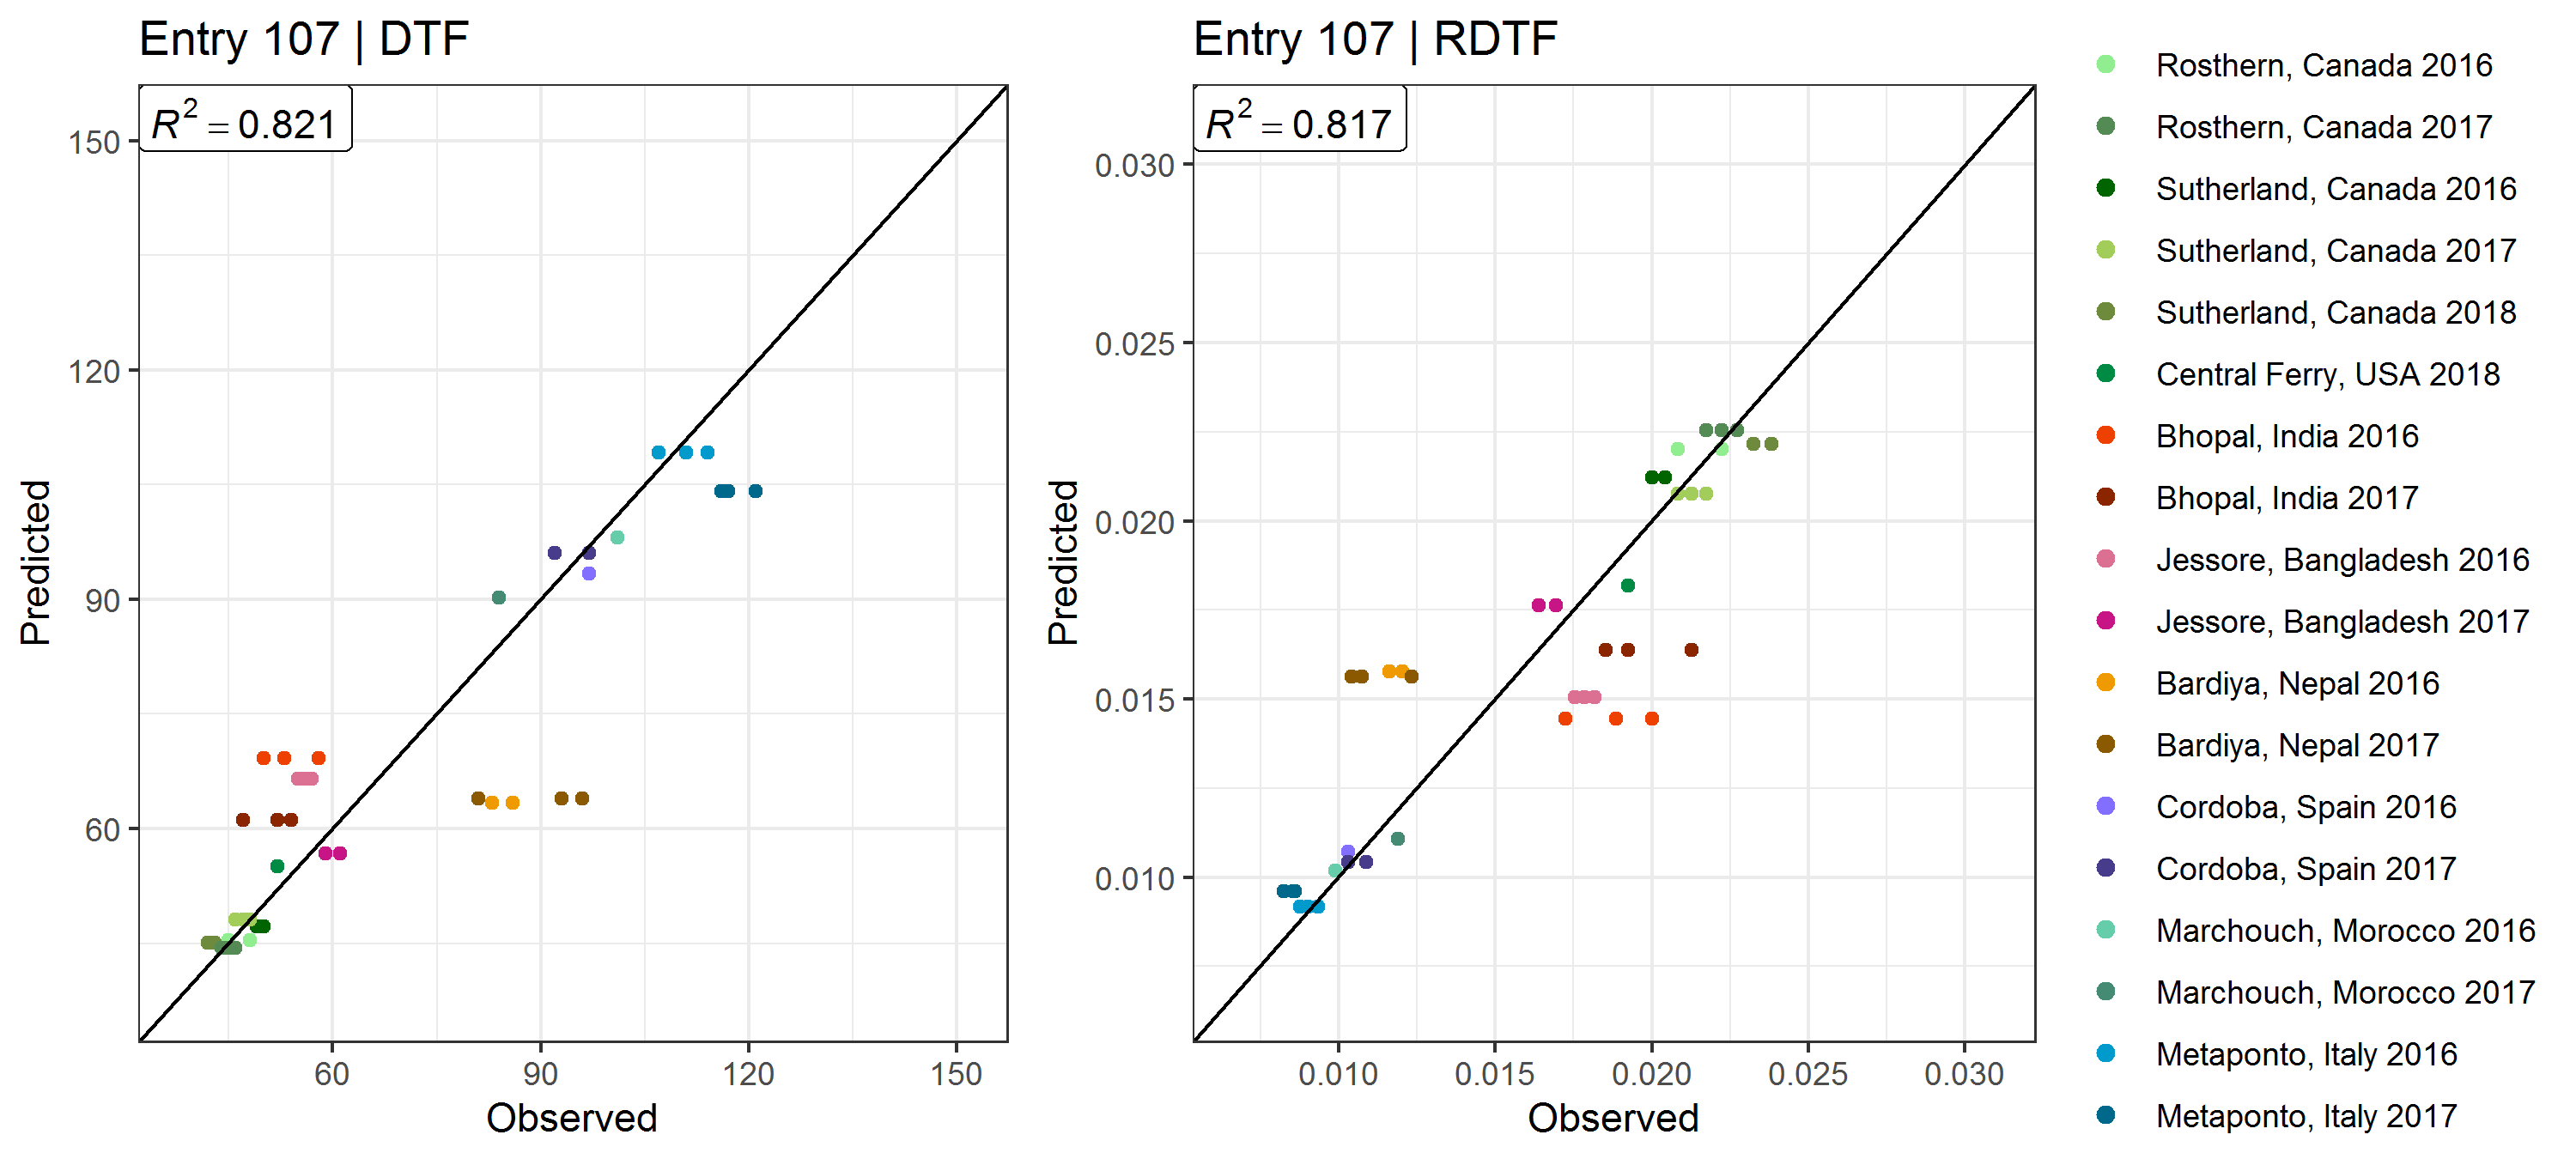 Entry 107 | DTF
R² = 0.821
150
120
90
60
Predicted
60 90 120 150
Observed
Entry 107 | RDTF
R² = 0.817
0.030
0.025
0.020
0.015
0.010
Predicted
0.010 0.015 0.020 0.025 0.030
Observed
Rosthern, Canada 2016
Rosthern, Canada 2017
Sutherland, Canada 2016
Sutherland, Canada 2017
Sutherland, Canada 2018
Central Ferry, USA 2018
Bhopal, India 2016
Bhopal, India 2017
Jessore, Bangladesh 2016
Jessore, Bangladesh 2017
Bardiya, Nepal 2016
Bardiya, Nepal 2017
Cordoba, Spain 2016
Cordoba, Spain 2017
Marchouch, Morocco 2016
Marchouch, Morocco 2017
Metaponto, Italy 2016
Metaponto, Italy 2017